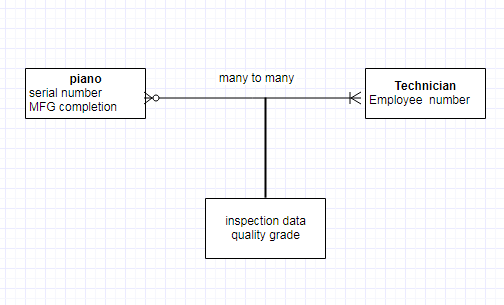 many to many
piano
serial number
MFG completion
Technician
Employee number
inspection data
quality grade